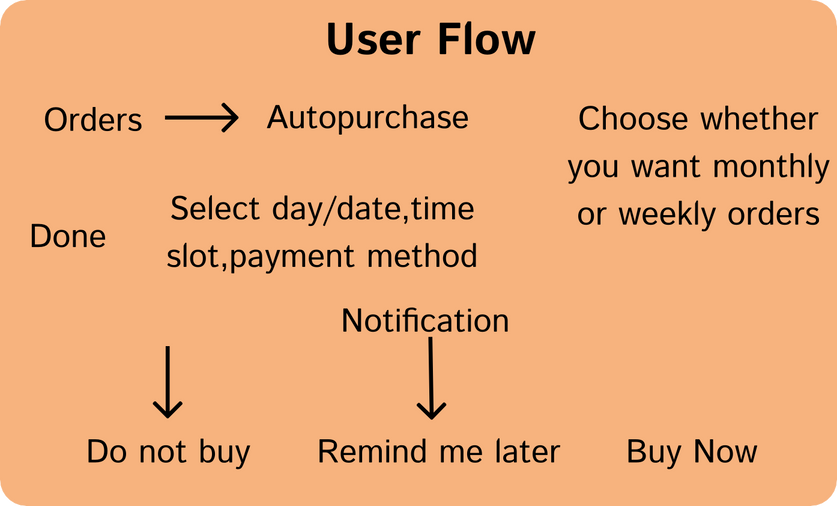 User Flow
Orders
Autopurchase
Choose whether
you want monthly
or weekly orders
Done
Select day/date,time
slot,payment method
Notification
Do not buy
Remind me later
Buy Now